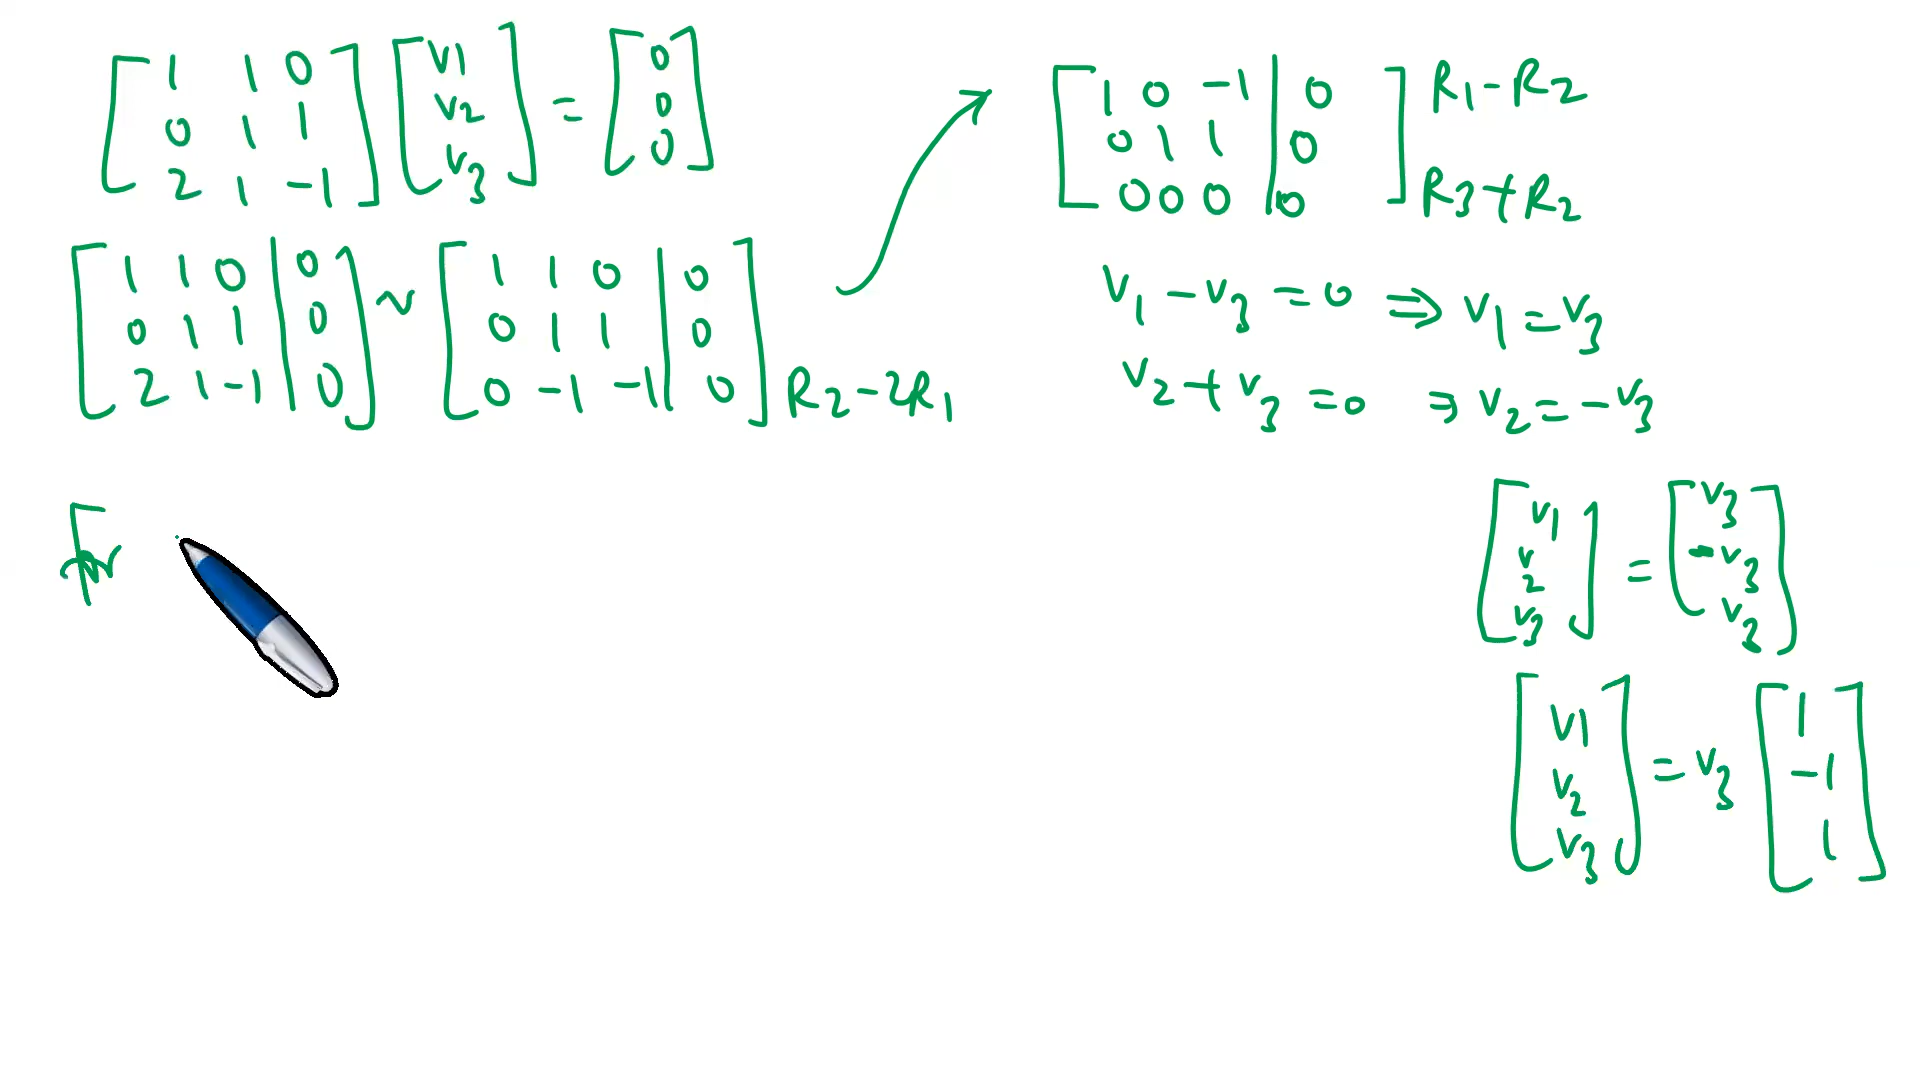 [1 1 0; 0 1 1; 2 1 -1] [v1; v2; v3] = [0; 0; 0]
[1 1 0 | 0; 0 1 1 | 0; 2 1 -1 | 0] ~ [1 1 0 | 0; 0 1 1 | 0; 0 -1 -1 | 0] R2-2R1
[1 0 -1 | 0; 0 1 1 | 0; 0 0 0 | 0] R1-R2 R3+R2
v1 - v3 = 0 ⇒ v1 = v3
v2 + v3 = 0 ⇒ v2 = -v3
[v1; v2; v3] = [v3; -v3; v3]
[v1; v2; v3] = v3 [1; -1; 1]
for